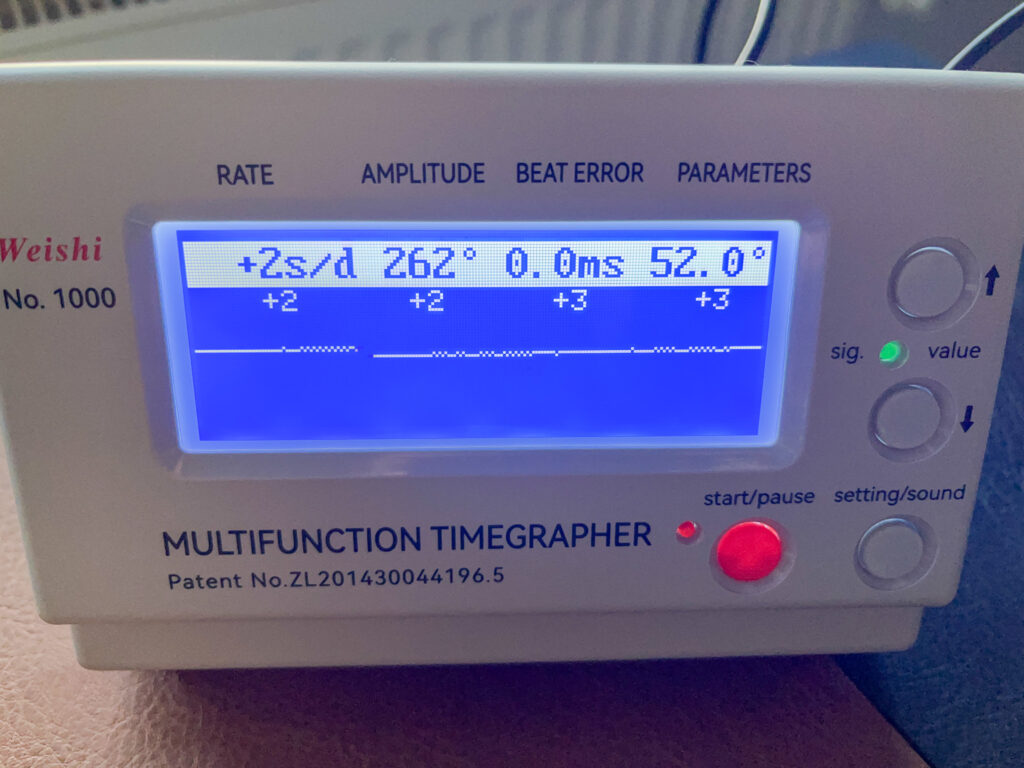 RATE AMPLITUDE BEAT ERROR PARAMETERS
Weishi
No. 1000
+2s/d 262° 0.0ms 52.0°
+2 +2 +3 +3
sig. value
start/pause setting/sound
MULTIFUNCTION TIMEGRAPHER
Patent No.ZL201430044196.5